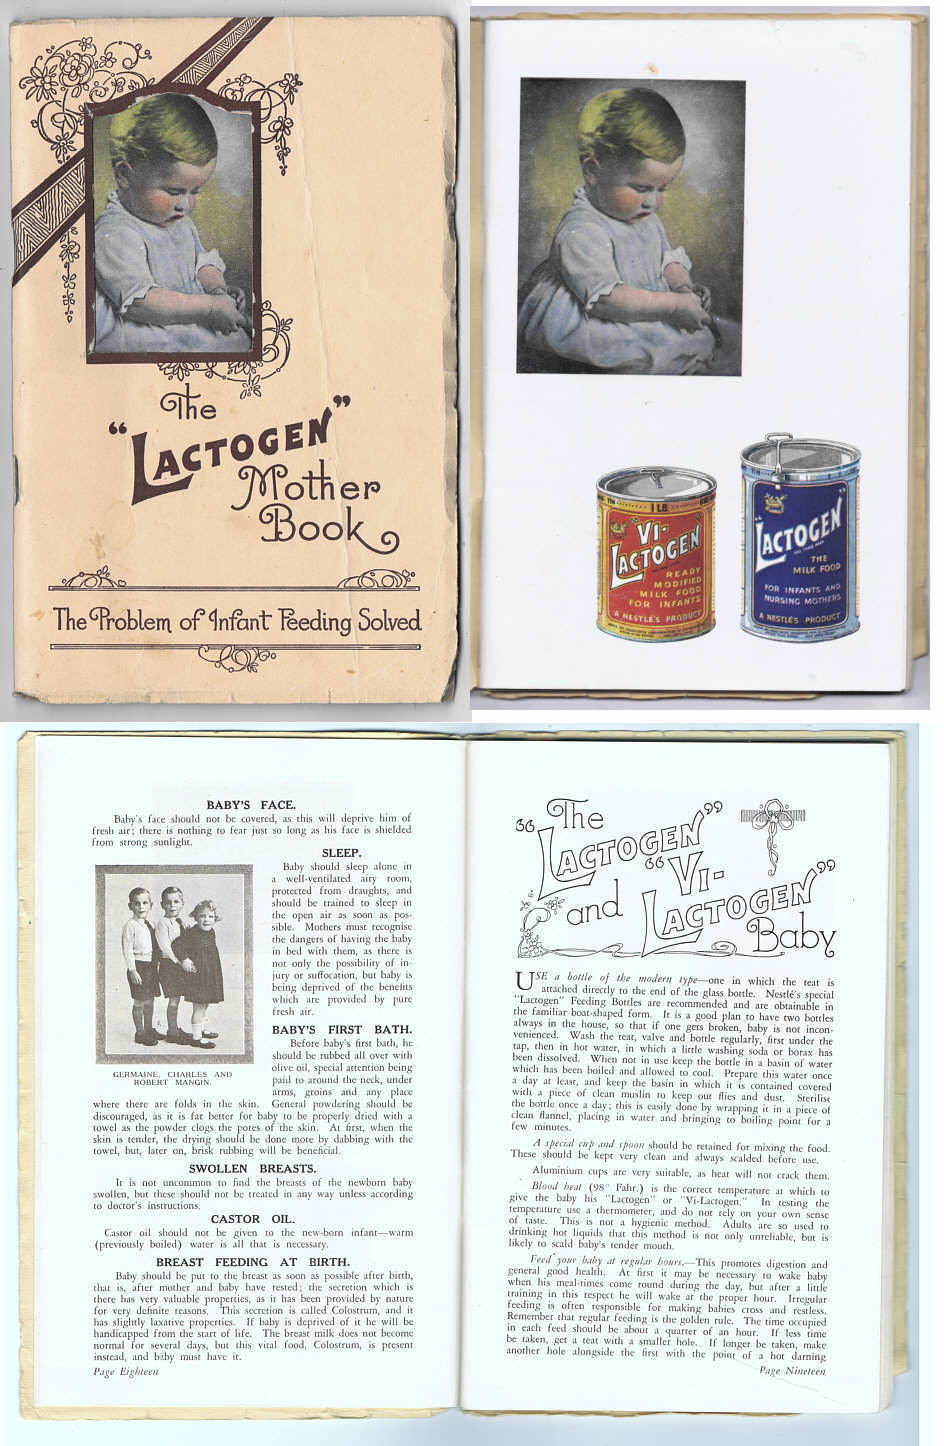 The
"LACTOGEN"
Mother
Book
The Problem of Infant Feeding Solved
1 LB.
"VI-
LACTOGEN"
READY
MODIFIED
MILK FOOD
FOR INFANTS
A NESTLÉ'S PRODUCT
"LACTOGEN"
THE
MILK FOOD
FOR INFANTS AND
NURSING MOTHERS
A NESTLÉ'S PRODUCT
BABY'S FACE.
Baby's face should not be covered, as this will deprive him of
fresh air; there is nothing to fear just so long as his face is shielded
from strong sunlight.
SLEEP.
Baby should sleep alone in
a well-ventilated airy room,
protected from draughts, and
should be trained to sleep in
the open air as soon as pos-
sible. Mothers must recognise
the dangers of having the baby
in bed with them, as there is
not only the possibility of in-
jury or suffocation, but baby is
being deprived of the benefits
which are provided by pure
fresh air.
BABY'S FIRST BATH.
Before baby's first bath, he
should be rubbed all over with
olive oil, special attention being
paid to around the neck, under
arms, groins and any place
GERMAINE, CHARLES AND
ROBERT MANGIN.
where there are folds in the skin. General powdering should be
discouraged, as it is far better for baby to be properly dried with a
towel as the powder clogs the pores of the skin. At first, when the
skin is tender, the drying should be done more by dabbing with the
towel, but, later on, brisk rubbing will be beneficial.
SWOLLEN BREASTS.
It is not uncommon to find the breasts of the newborn baby
swollen, but these should not be treated in any way unless according
to doctor's instructions.
CASTOR OIL.
Castor oil should not be given to the new-born infant—warm
(previously boiled) water is all that is necessary.
BREAST FEEDING AT BIRTH.
Baby should be put to the breast as soon as possible after birth,
that is, after mother and baby have rested; the secretion which is
there has very valuable properties, as it has been provided by nature
for very definite reasons. This secretion is called Colostrum, and it
has slightly laxative properties. If baby is deprived of it he will be
handicapped from the start of life. The breast milk does not become
normal for several days, but this vital food, Colostrum, is present
instead, and baby must have it.
Page Eighteen
The
"LACTOGEN"
and "VI-
LACTOGEN"
Baby
USE a bottle of the modern type—one in which the teat is
attached directly to the end of the glass bottle. Nestlé's special
"Lactogen" Feeding Bottles are recommended and are obtainable in
the familiar boat-shaped form. It is a good plan to have two bottles
always in the house, so that if one gets broken, baby is not incon-
venienced. Wash the teat, valve and bottle regularly, first under the
tap, then in hot water, in which a little washing soda or borax has
been dissolved. When not in use keep the bottle in a basin of water
which has been boiled and allowed to cool. Prepare this water once
a day at least, and keep the basin in which it is contained covered
with a piece of clean muslin to keep out flies and dust. Sterilise
the bottle once a day; this is easily done by wrapping it in a piece of
clean flannel, placing in water and bringing to boiling point for a
few minutes.
A special cup and spoon should be retained for mixing the food.
These should be kept very clean and always scalded before use.
Aluminium cups are very suitable, as heat will not crack them.
Blood heat (98° Fahr.) is the correct temperature at which to
give the baby his "Lactogen" or "Vi-Lactogen." In testing the
temperature use a thermometer, and do not rely on your own sense
of taste. This is not a hygienic method. Adults are so used to
drinking hot liquids that this method is not only unreliable, but is
likely to scald baby's tender mouth.
Feed your baby at regular hours.—This promotes digestion and
general good health. At first it may be necessary to wake baby
when his meal-times come round during the day, but after a little
training in this respect he will wake at the proper hour. Irregular
feeding is often responsible for making babies cross and restless.
Remember that regular feeding is the golden rule. The time occupied
in each feed should be about a quarter of an hour. If less time
be taken, get a teat with a smaller hole. If longer be taken, make
another hole alongside the first with the point of a hot darning
Page Nineteen